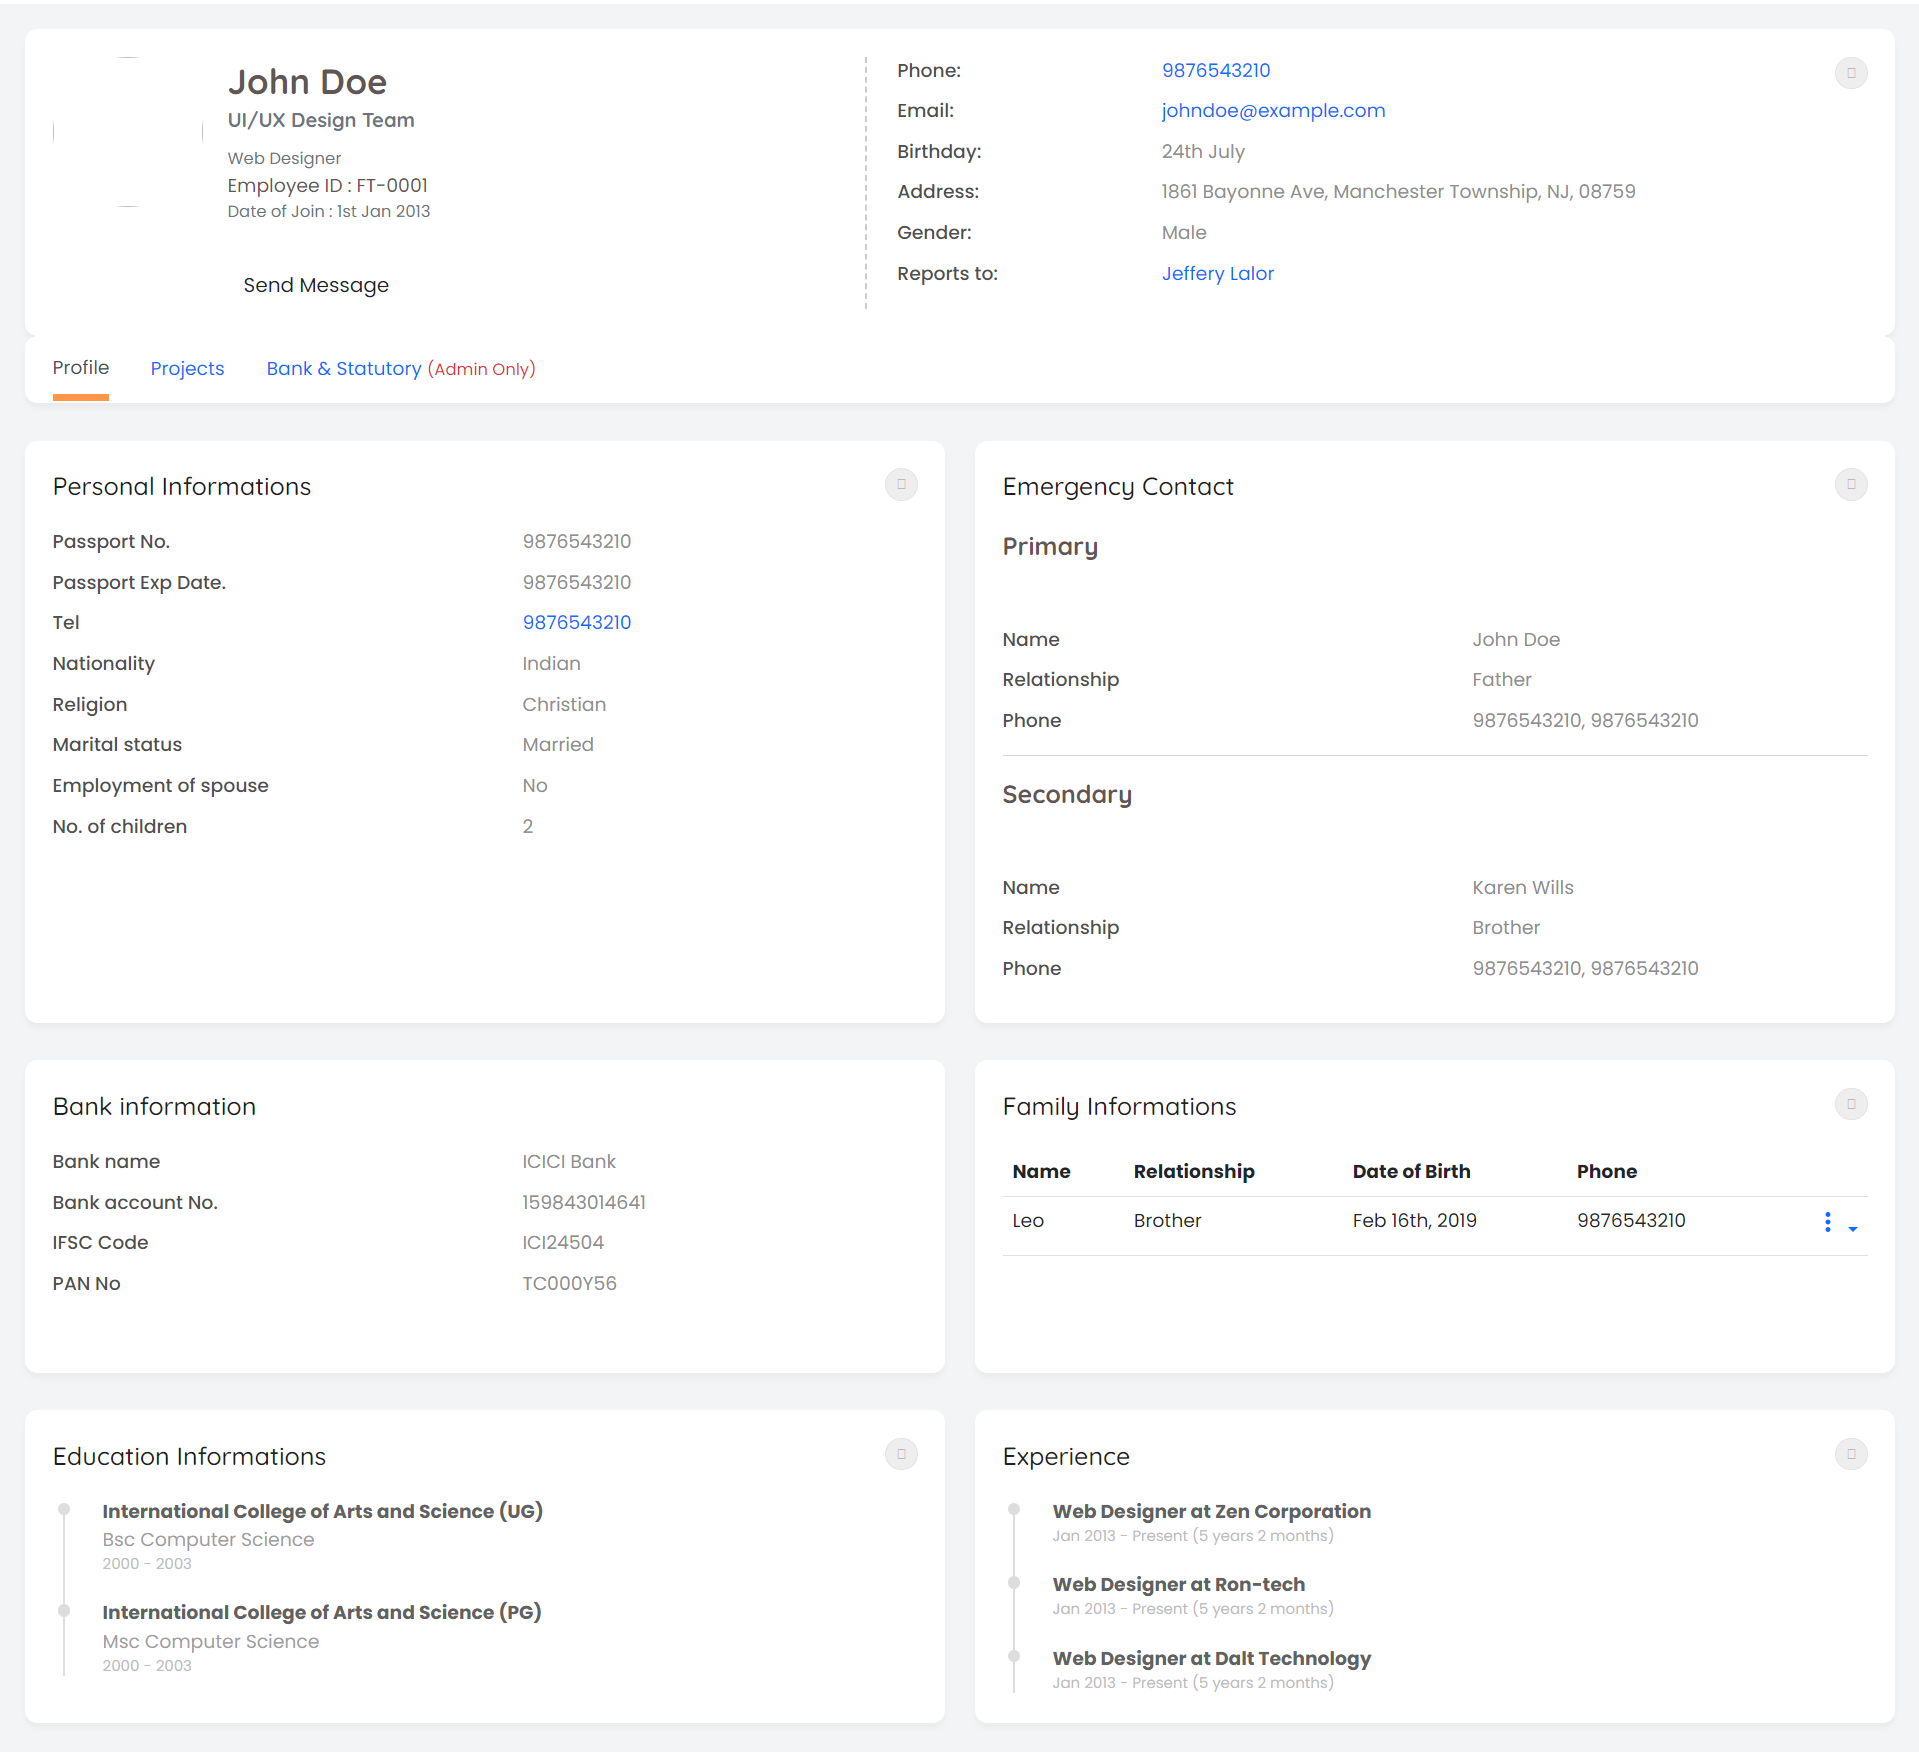 John Doe
UI/UX Design Team
Web Designer
Employee ID : FT-0001
Date of Join : 1st Jan 2013
Send Message
Phone: 9876543210
Email: johndoe@example.com
Birthday: 24th July
Address: 1861 Bayonne Ave, Manchester Township, NJ, 08759
Gender: Male
Reports to: Jeffery Lalor
Profile Projects Bank & Statutory (Admin Only)
Personal Informations
Passport No. 9876543210
Passport Exp Date. 9876543210
Tel 9876543210
Nationality Indian
Religion Christian
Marital status Married
Employment of spouse No
No. of children 2
Emergency Contact
Primary
Name John Doe
Relationship Father
Phone 9876543210, 9876543210
Secondary
Name Karen Wills
Relationship Brother
Phone 9876543210, 9876543210
Bank information
Bank name ICICI Bank
Bank account No. 159843014641
IFSC Code ICI24504
PAN No TC000Y56
Family Informations
Name Relationship Date of Birth Phone
Leo Brother Feb 16th, 2019 9876543210
Education Informations
International College of Arts and Science (UG)
Bsc Computer Science
2000 - 2003
International College of Arts and Science (PG)
Msc Computer Science
2000 - 2003
Experience
Web Designer at Zen Corporation
Jan 2013 - Present (5 years 2 months)
Web Designer at Ron-tech
Jan 2013 - Present (5 years 2 months)
Web Designer at Dalt Technology
Jan 2013 - Present (5 years 2 months)